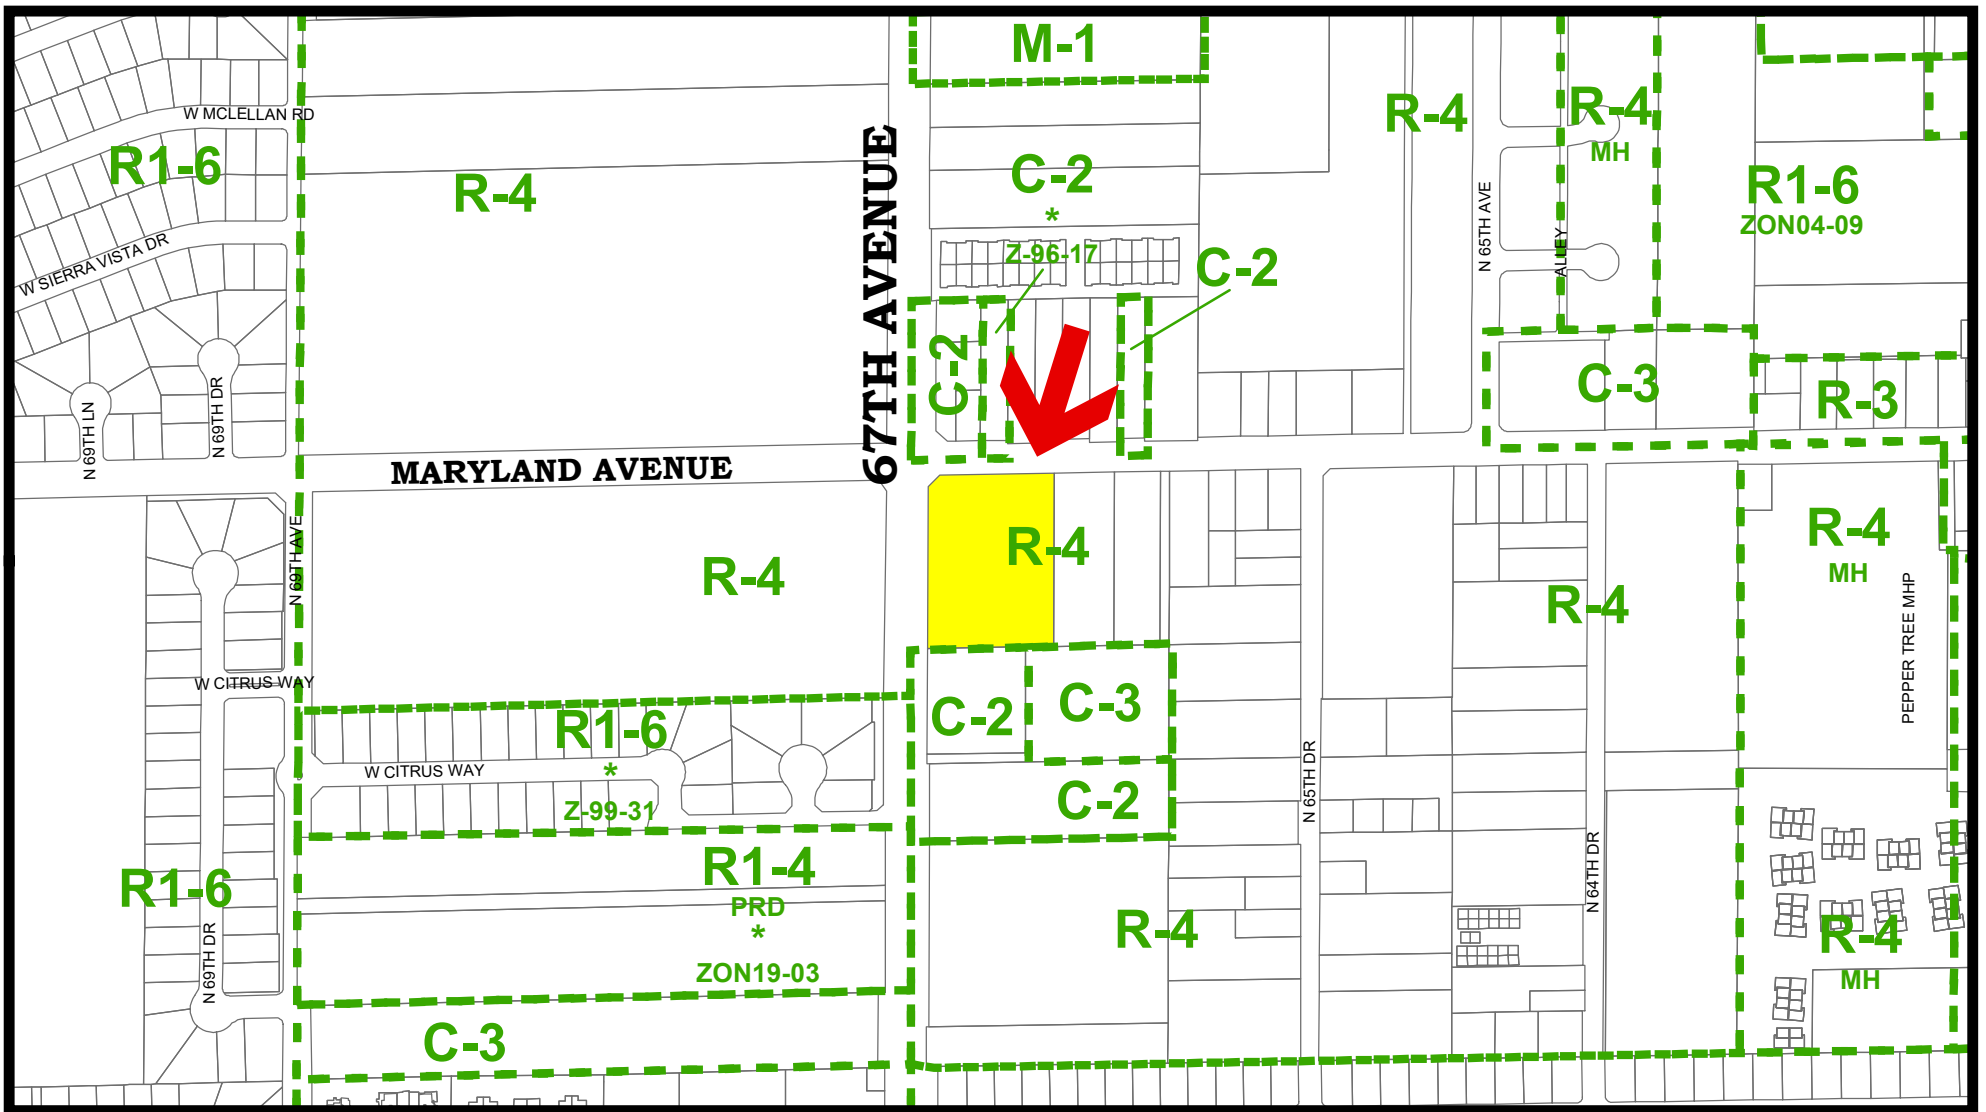 M-1
R-4
R-4
MH
W MCLELLAN RD
R1-6
R-4
67TH AVENUE
C-2
*
Z-96-17
C-2
R1-6
ZON04-09
N 65TH AVE
ALLEY
W SIERRA VISTA DR
C-2
C-3
R-3
N 69TH LN
N 69TH DR
MARYLAND AVENUE
N 69TH AVE
R-4
R-4
R-4
R-4
MH
PEPPER TREE MHP
W CITRUS WAY
C-2
C-3
R1-6
*
Z-99-31
W CITRUS WAY
C-2
N 65TH DR
N 64TH DR
R1-6
R1-4
PRD
*
ZON19-03
R-4
R-4
MH
N 69TH DR
C-3